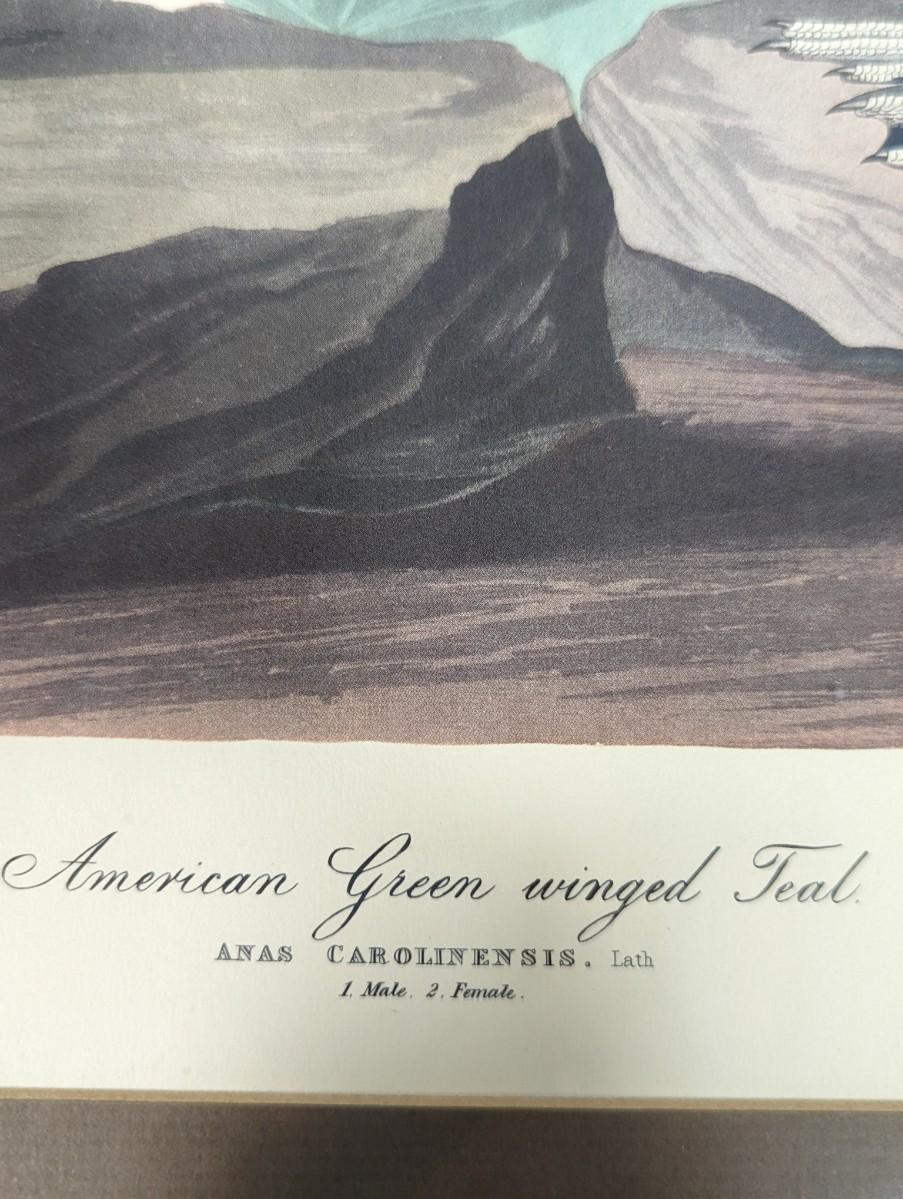 American Green winged Teal.
ANAS CAROLINENSIS. Lath
1, Male. 2, Female.